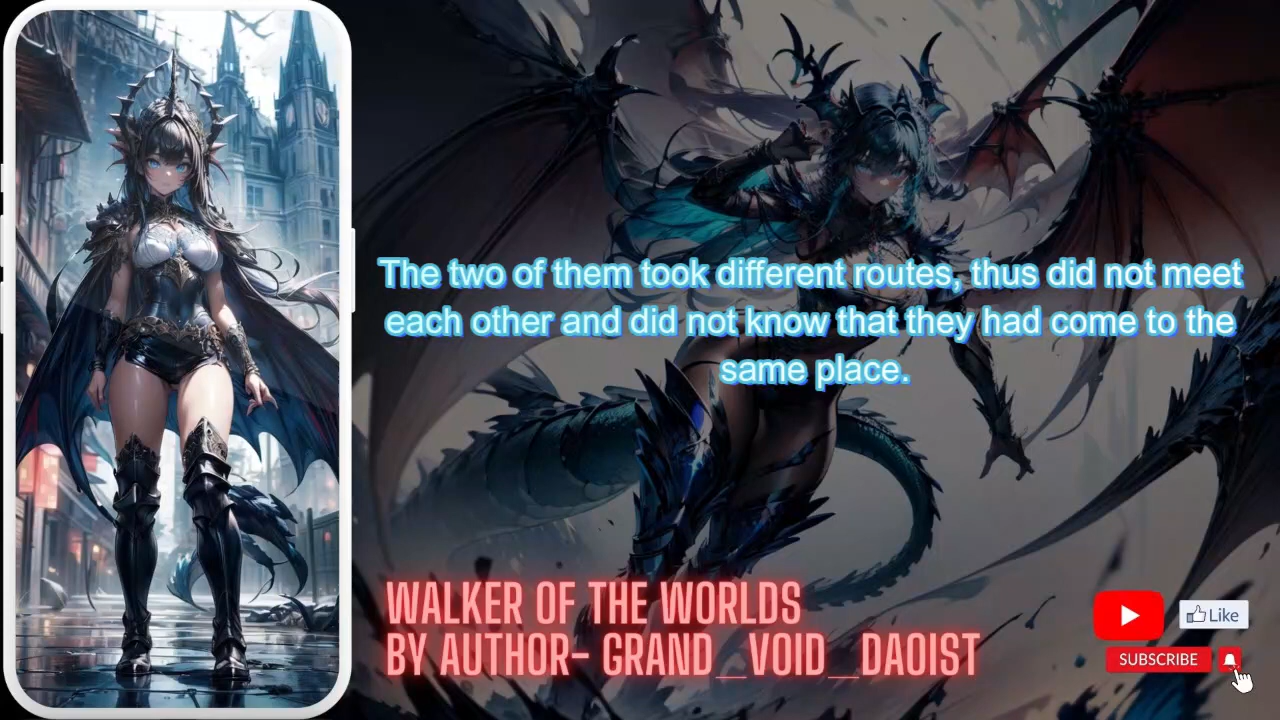 The two of them took different routes, thus did not meet
each other and did not know that they had come to the
same place.
WALKER OF THE WORLDS
BY AUTHOR- GRAND_VOID_DAOIST
Like
SUBSCRIBE